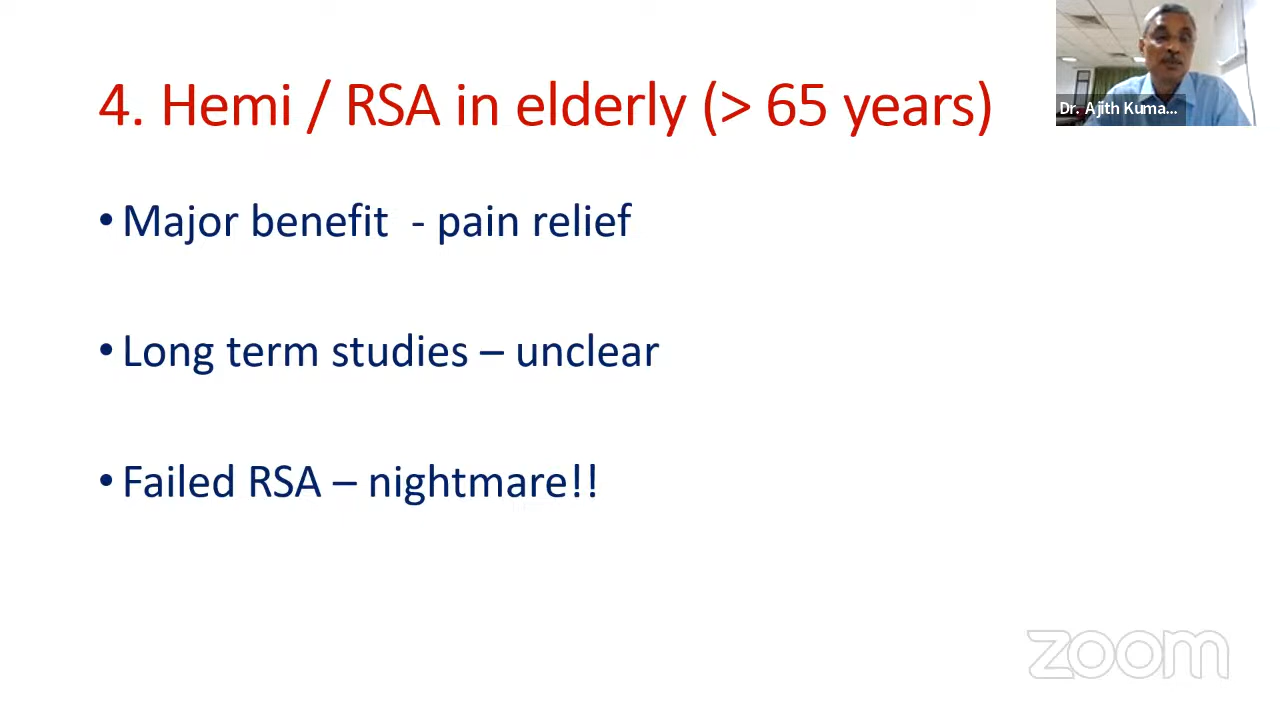 4. Hemi / RSA in elderly (> 65 years)
Dr. Ajith Kuma...
• Major benefit - pain relief
• Long term studies – unclear
• Failed RSA – nightmare!!
zoom